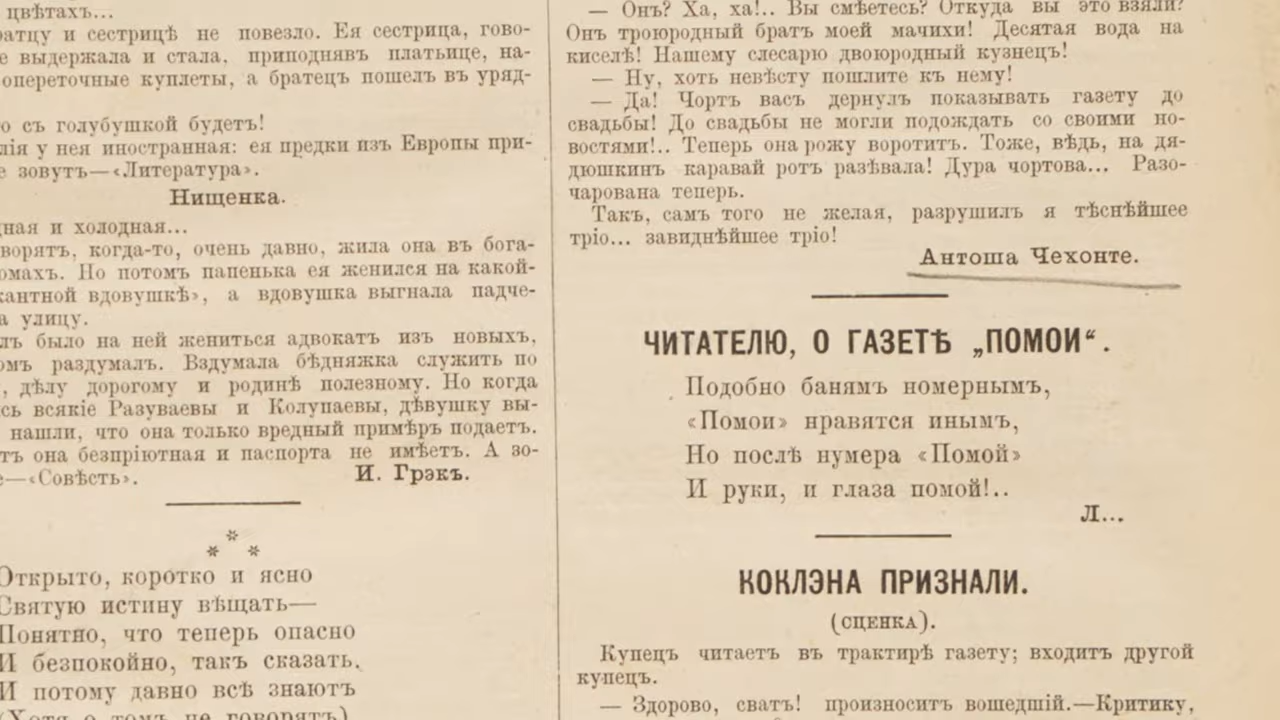 цвѣтахъ...
ратцу и сестрицѣ не повезло. Ея сестрица, гово-
е выдержала и стала, приподнявъ платьице, на-
опереточные куплеты, а братецъ пошелъ въ уряд-
о съ голубушкой будетъ!
лія у нея иностранная: ея предки изъ Европы при-
е зовутъ—«Литература».
Нищенка.
дная и холодная...
ворятъ, когда-то, очень давно, жила она въ бога-
омахъ. Но потомъ папенька ея женился на какой-
кантной вдовушкѣ», а вдовушка выгнала падче-
а улицу.
лъ было на ней жениться адвокатъ изъ новыхъ,
омъ раздумалъ. Вздумала бѣдняжка служить по
, дѣлу дорогому и родинѣ полезному. Но когда
сь всякіе Разуваевы и Колупаевы, дѣвушку вы-
нашли, что она только вредный примѣръ подаетъ.
тъ она безпріютная и паспорта не имѣетъ. А зо-
е—«Совѣсть».
И. Грэкъ.
Открыто, коротко и ясно
Святую истину вѣщать—
Понятно, что теперь опасно
И безпокойно, такъ сказать.
И потому давно всѣ знаютъ
(Хотя о томъ не говорятъ)
— Онъ? Ха, ха!.. Вы смѣетесь? Откуда вы это взяли?
Онъ троюродный братъ моей мачихи! Десятая вода на
киселѣ! Нашему слесарю двоюродный кузнецъ!
— Ну, хоть невѣсту пошлите къ нему!
— Да! Чортъ васъ дернулъ показывать газету до
свадьбы! До свадьбы не могли подождать со своими но-
востями!.. Теперь она рожу воротитъ. Тоже, вѣдь, на дя-
дюшкинъ каравай ротъ разѣвала! Дура чортова... Разо-
чарована теперь.
Такъ, самъ того не желая, разрушилъ я тѣснѣйшее
тріо... завиднѣйшее тріо!
Антоша Чехонте.
ЧИТАТЕЛЮ, О ГАЗЕТѢ „ПОМОИ“.
Подобно банямъ номернымъ,
«Помои» нравятся инымъ,
Но послѣ нумера «Помой»
И руки, и глаза помой!..
Л...
КОКЛЭНА ПРИЗНАЛИ.
(СЦЕНКА).
Купецъ читаетъ въ трактирѣ газету; входитъ другой
купецъ.
— Здорово, сватъ! произноситъ вошедшій.—Критику,